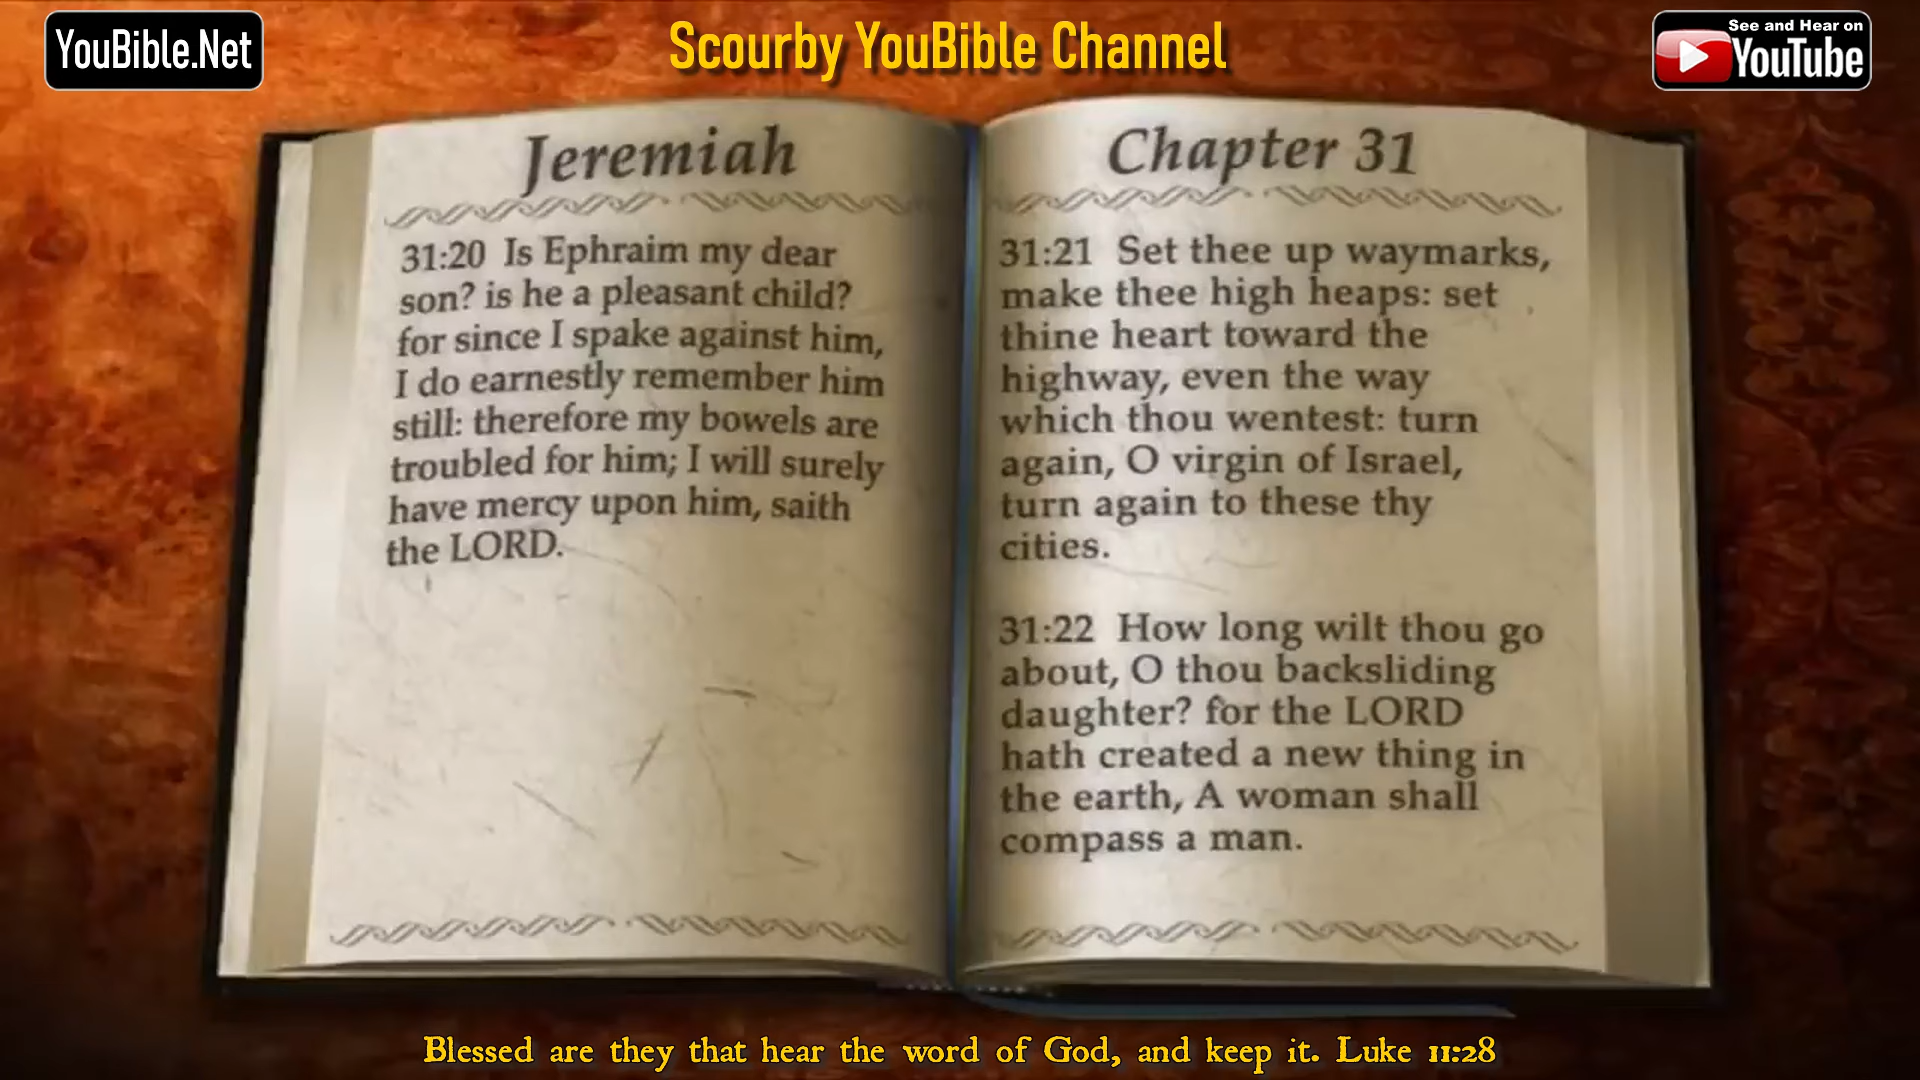 YouBible.Net
Scourby YouBible Channel
See and Hear on
YouTube
Jeremiah
31:20 Is Ephraim my dear
son? is he a pleasant child?
for since I spake against him,
I do earnestly remember him
still: therefore my bowels are
troubled for him; I will surely
have mercy upon him, saith
the LORD.
Chapter 31
31:21 Set thee up waymarks,
make thee high heaps: set
thine heart toward the
highway, even the way
which thou wentest: turn
again, O virgin of Israel,
turn again to these thy
cities.
31:22 How long wilt thou go
about, O thou backsliding
daughter? for the LORD
hath created a new thing in
the earth, A woman shall
compass a man.
Blessed are they that hear the word of God, and keep it. Luke 11:28